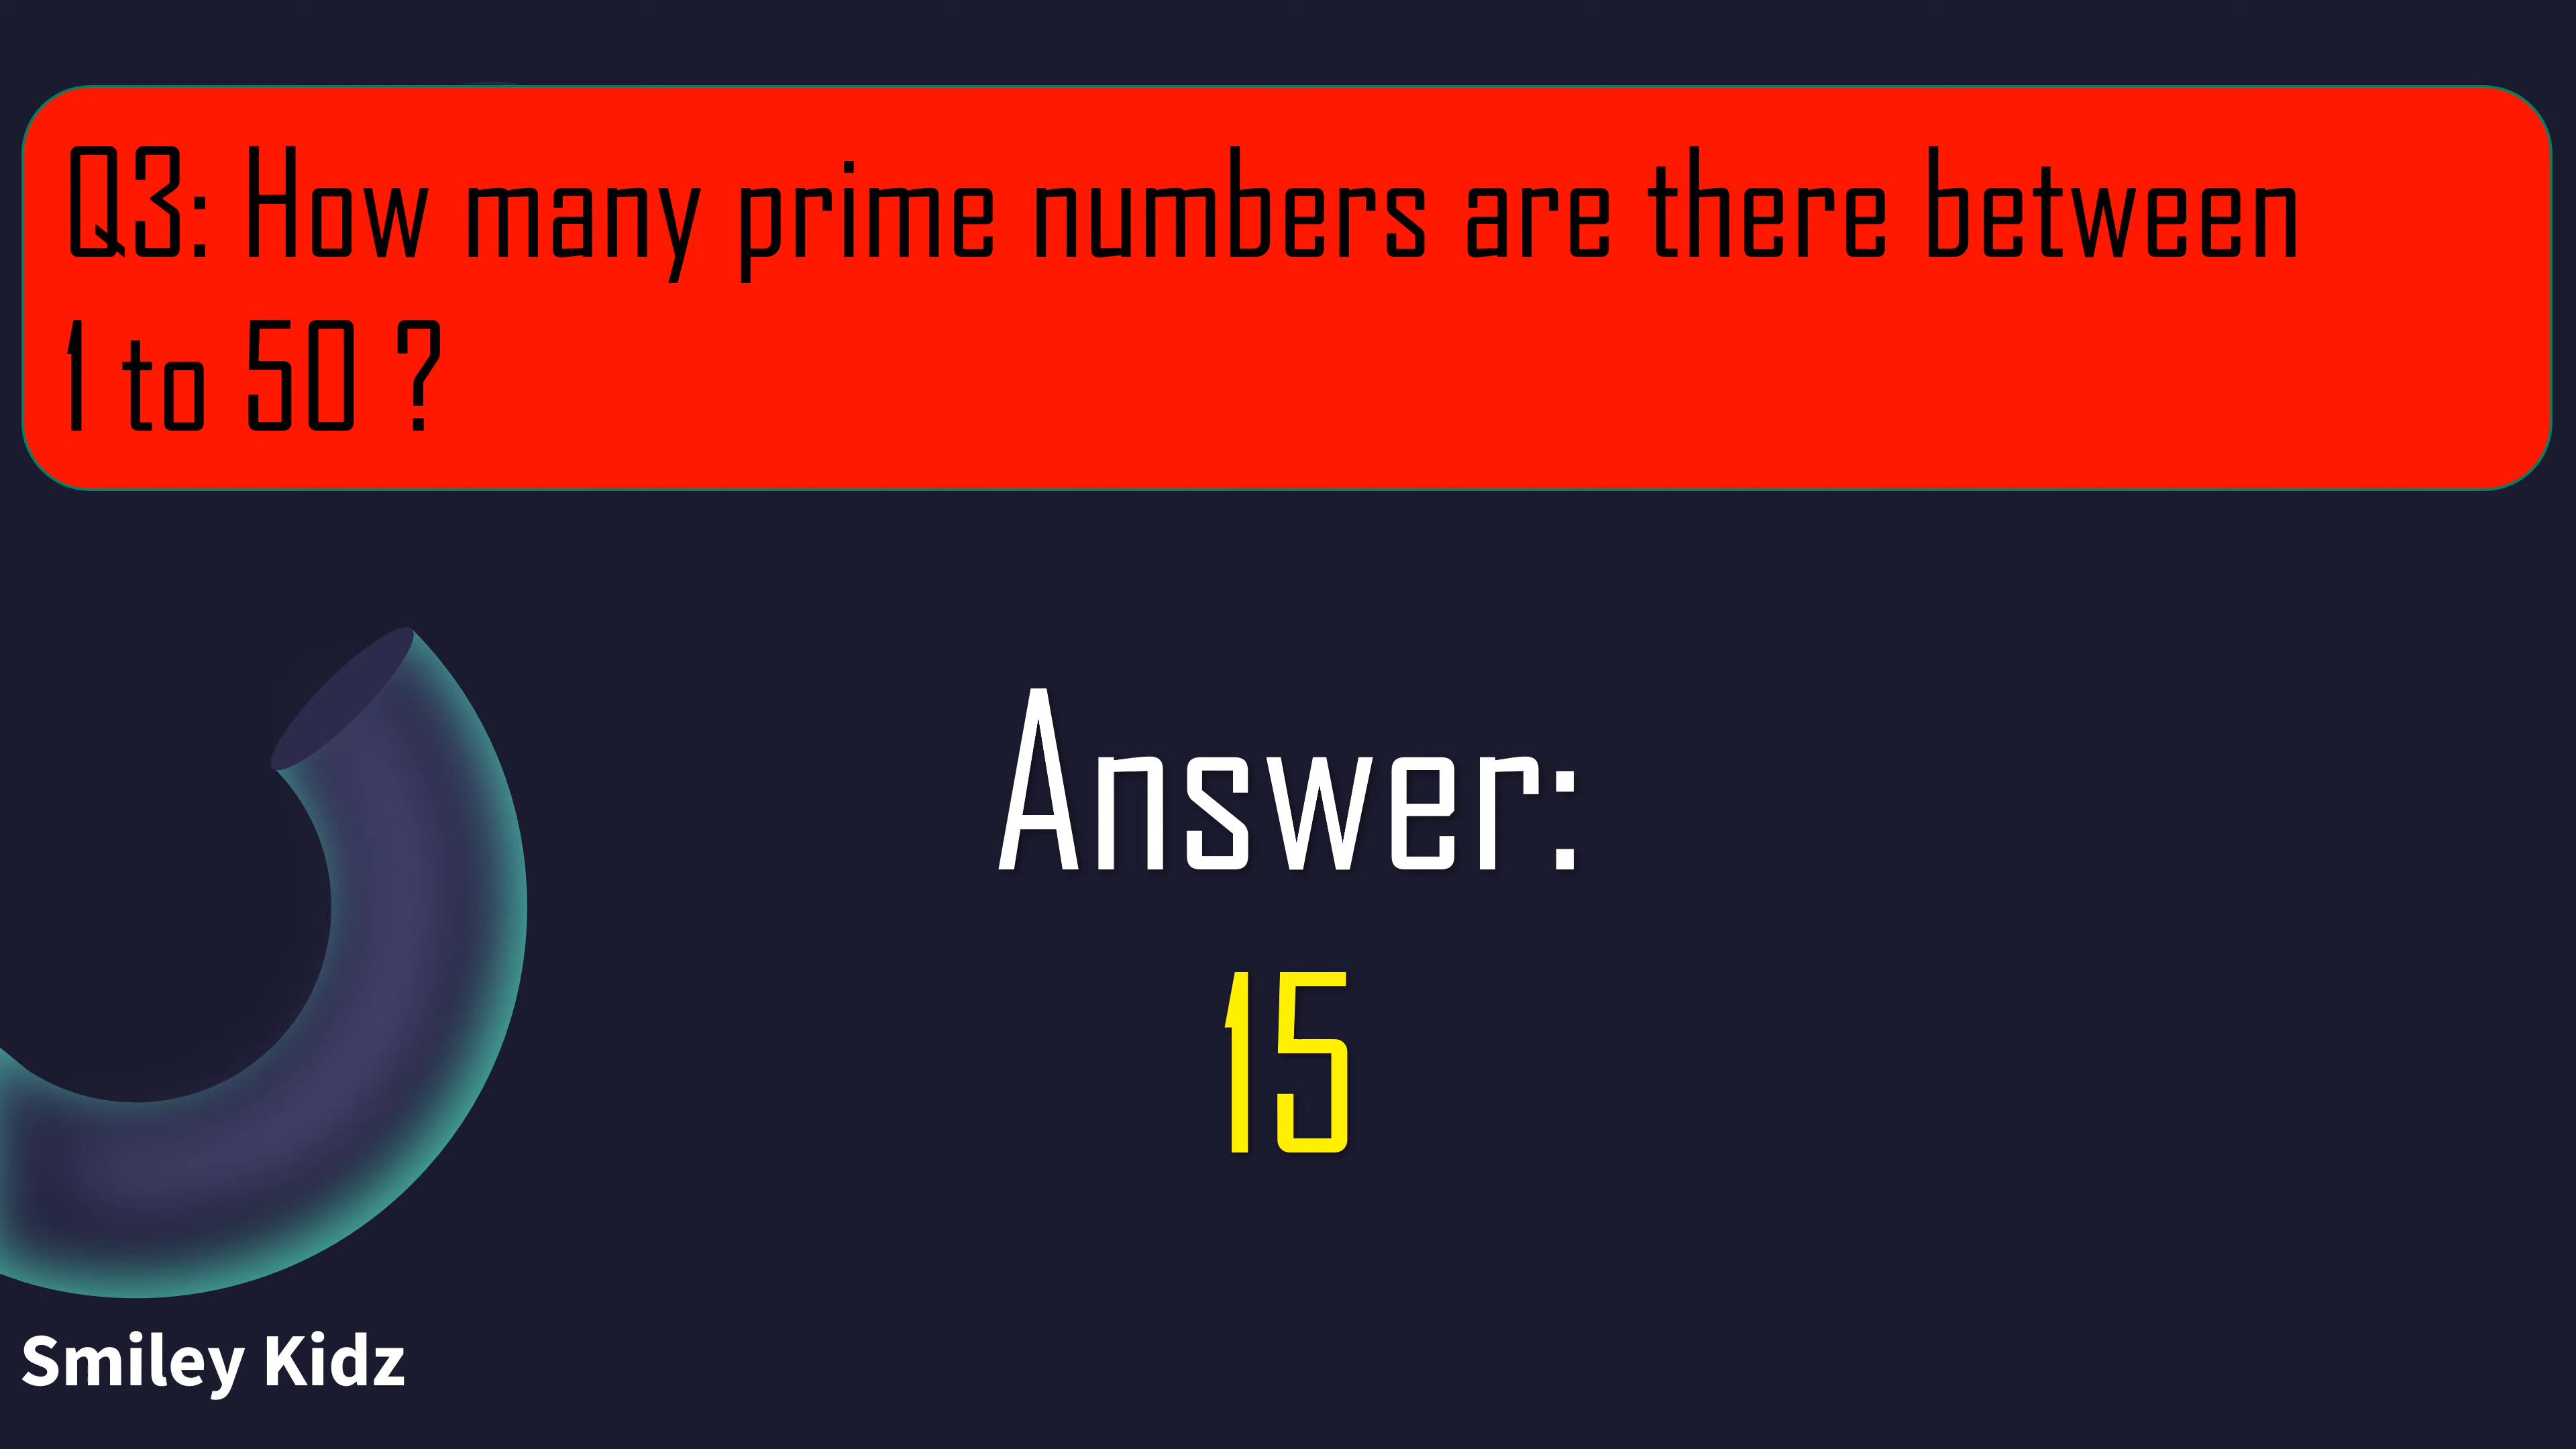 Q3: How many prime numbers are there between
1 to 50 ?
Answer:
15
Smiley Kidz